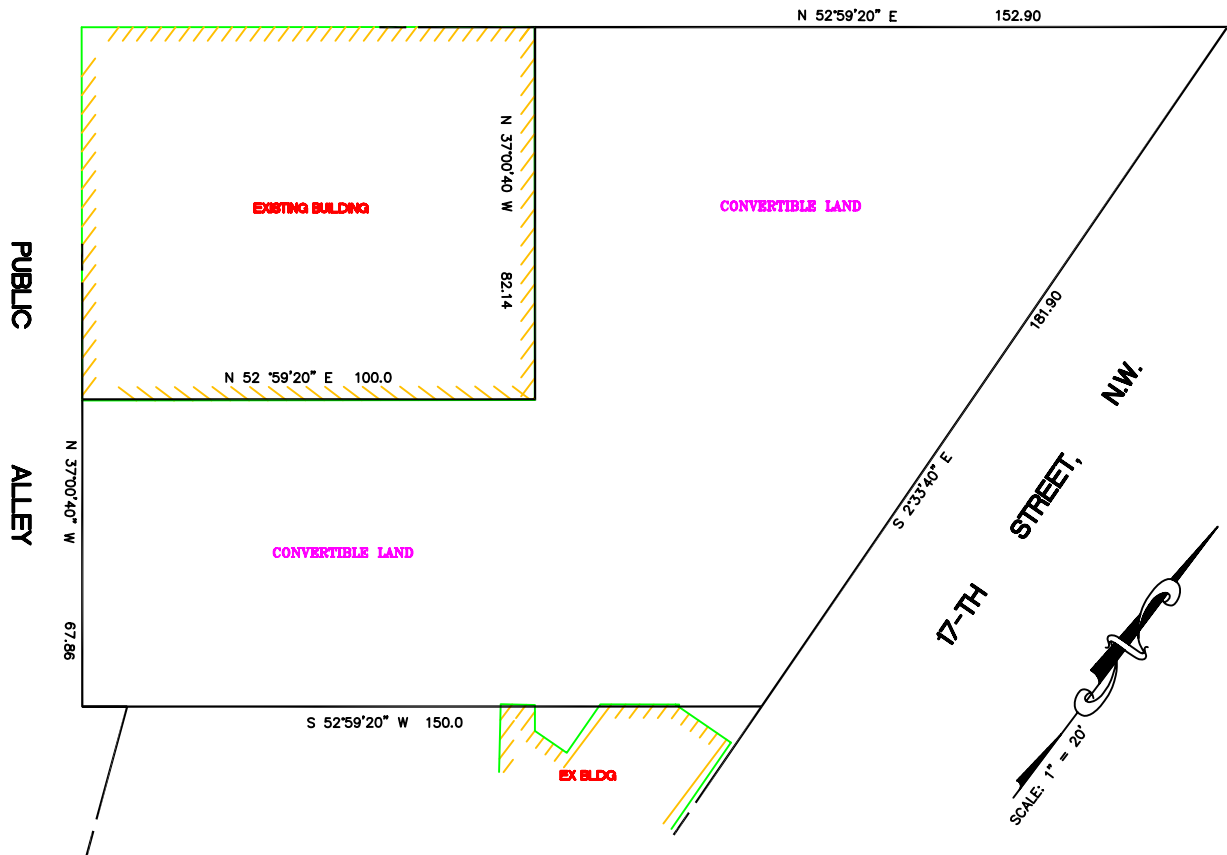 N 52°59'20" E 152.90
N 37°00'40 W 82.14
EXISTING BUILDING
CONVERTIBLE LAND
PUBLIC ALLEY
181.90
N 52 °59'20" E 100.0
17-TH STREET, N.W.
N 37°00'40" W 67.86
S 2°33'40" E
CONVERTIBLE LAND
S 52°59'20" W 150.0
EX BLDG
SCALE: 1" = 20'